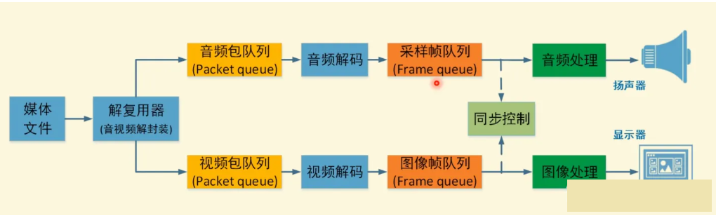 音频包队列
(Packet queue)
音频解码
采样帧队列
(Frame queue)
音频处理
扬声器
媒体
文件
解复用器
(音视频解封装)
同步控制
显示器
视频包队列
(Packet queue)
视频解码
图像帧队列
(Frame queue)
图像处理